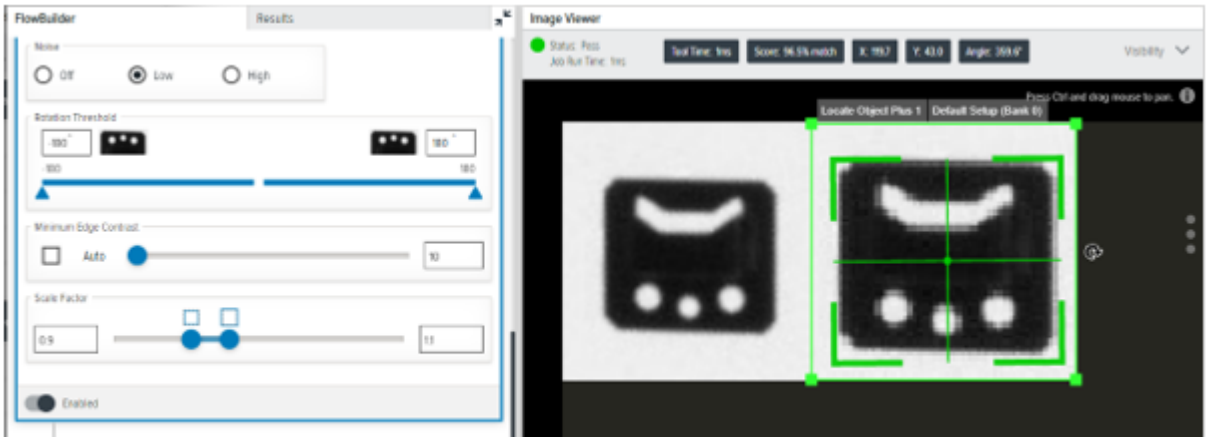 FlowBuilder
Results
Noise
Off
Low
High
Rotation Threshold
-180°
180°
-180
180
Minimum Edge Contrast
Auto
10
Scale Factor
0.9
1.1
Enabled
Image Viewer
Status: Pass
Job Run Time: 1ms
Tool Time: 1ms
Score: 96.5% match
X: 119.7
Y: 43.0
Angle: 359.6°
Visibility
Press Ctrl and drag mouse to pan.
Locate Object Plus 1
Default Setup (Bank 0)